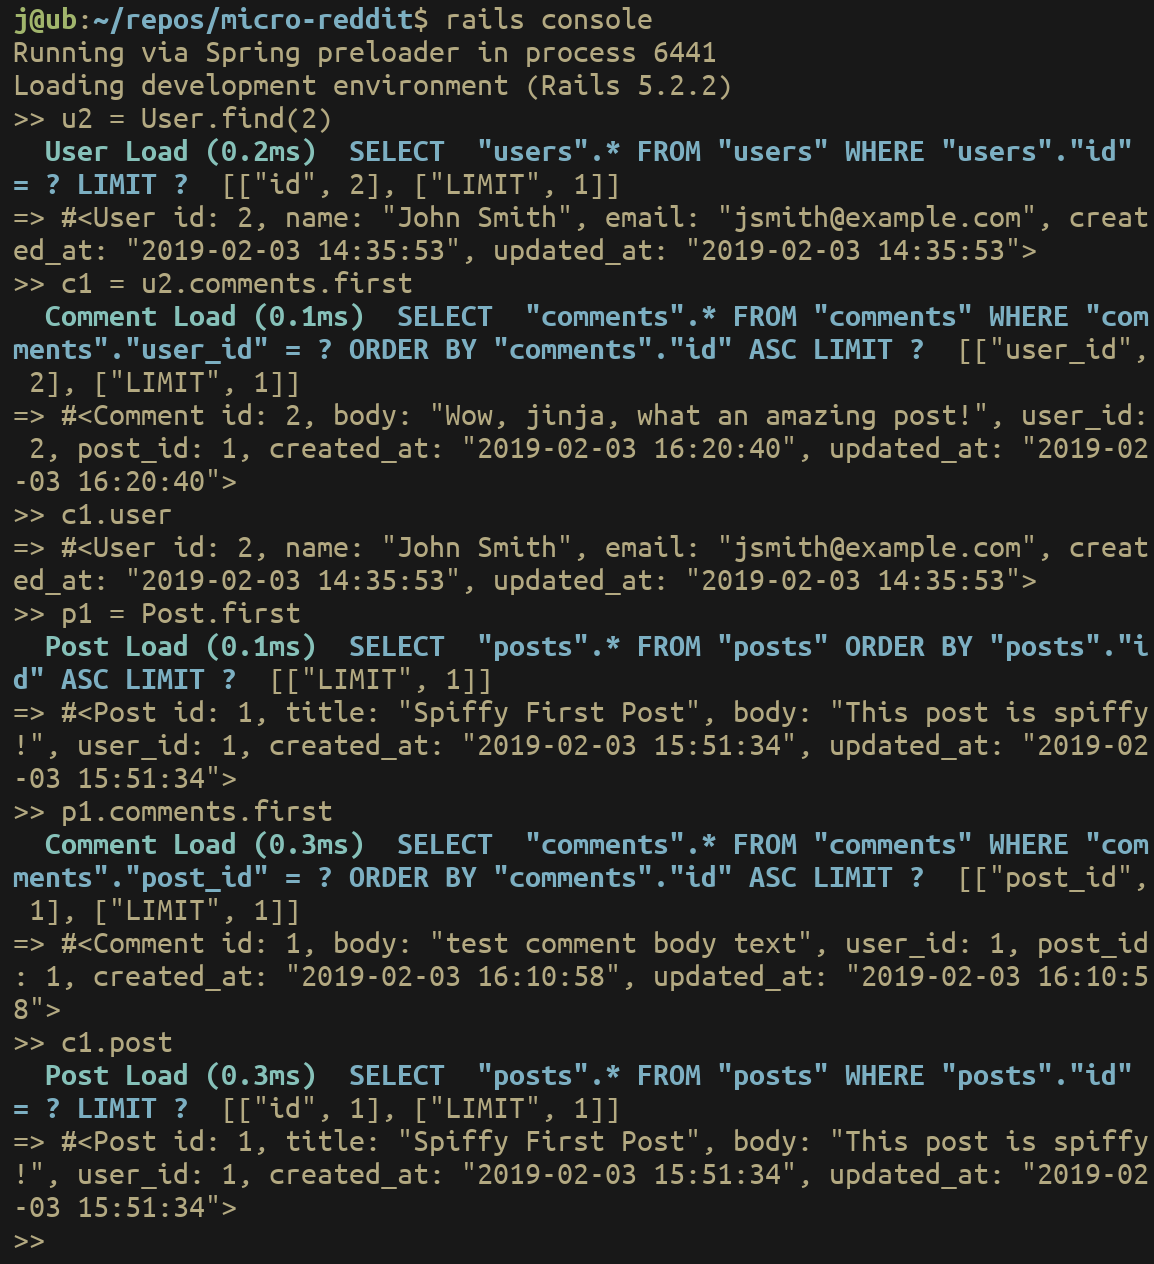 j@ub:~/repos/micro-reddit$ rails console
Running via Spring preloader in process 6441
Loading development environment (Rails 5.2.2)
>> u2 = User.find(2)
  User Load (0.2ms)  SELECT  "users".* FROM "users" WHERE "users"."id"
= ? LIMIT ?  [["id", 2], ["LIMIT", 1]]
=> #<User id: 2, name: "John Smith", email: "jsmith@example.com", creat
ed_at: "2019-02-03 14:35:53", updated_at: "2019-02-03 14:35:53">
>> c1 = u2.comments.first
  Comment Load (0.1ms)  SELECT  "comments".* FROM "comments" WHERE "com
ments"."user_id" = ? ORDER BY "comments"."id" ASC LIMIT ?  [["user_id",
 2], ["LIMIT", 1]]
=> #<Comment id: 2, body: "Wow, jinja, what an amazing post!", user_id:
 2, post_id: 1, created_at: "2019-02-03 16:20:40", updated_at: "2019-02
-03 16:20:40">
>> c1.user
=> #<User id: 2, name: "John Smith", email: "jsmith@example.com", creat
ed_at: "2019-02-03 14:35:53", updated_at: "2019-02-03 14:35:53">
>> p1 = Post.first
  Post Load (0.1ms)  SELECT  "posts".* FROM "posts" ORDER BY "posts"."i
d" ASC LIMIT ?  [["LIMIT", 1]]
=> #<Post id: 1, title: "Spiffy First Post", body: "This post is spiffy
!", user_id: 1, created_at: "2019-02-03 15:51:34", updated_at: "2019-02
-03 15:51:34">
>> p1.comments.first
  Comment Load (0.3ms)  SELECT  "comments".* FROM "comments" WHERE "com
ments"."post_id" = ? ORDER BY "comments"."id" ASC LIMIT ?  [["post_id",
 1], ["LIMIT", 1]]
=> #<Comment id: 1, body: "test comment body text", user_id: 1, post_id
: 1, created_at: "2019-02-03 16:10:58", updated_at: "2019-02-03 16:10:5
8">
>> c1.post
  Post Load (0.3ms)  SELECT  "posts".* FROM "posts" WHERE "posts"."id"
= ? LIMIT ?  [["id", 1], ["LIMIT", 1]]
=> #<Post id: 1, title: "Spiffy First Post", body: "This post is spiffy
!", user_id: 1, created_at: "2019-02-03 15:51:34", updated_at: "2019-02
-03 15:51:34">
>>